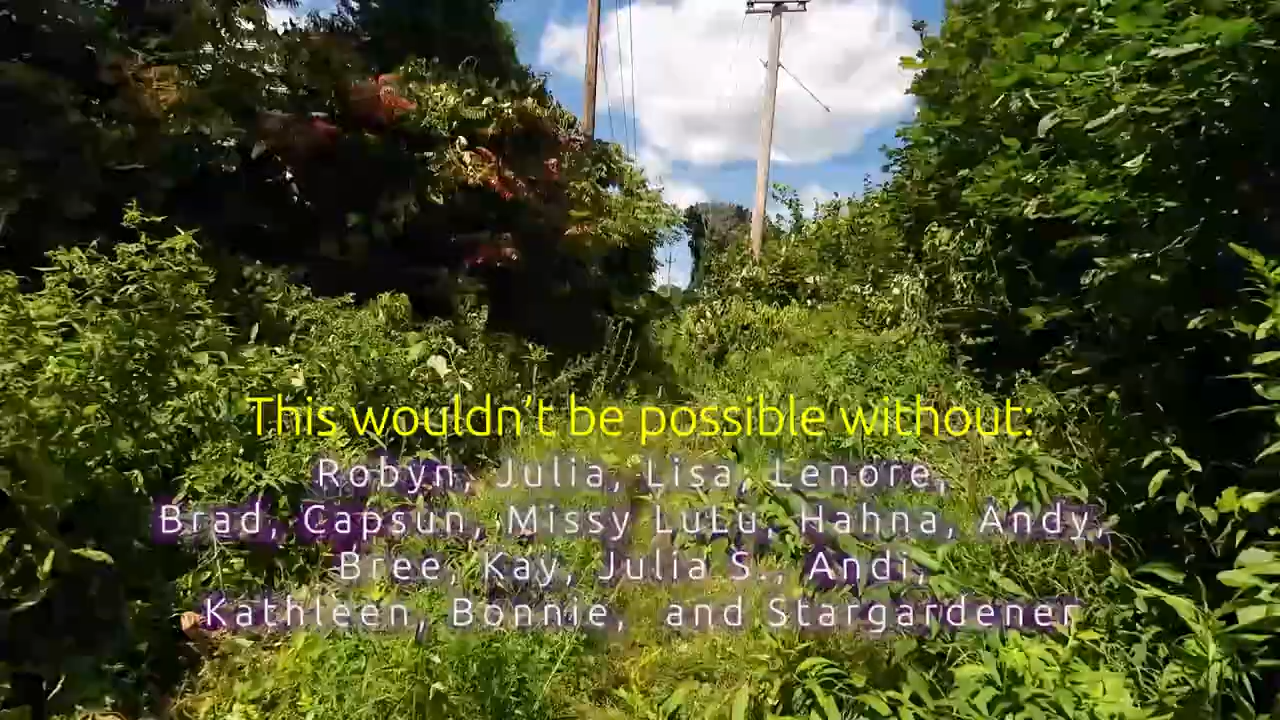 This wouldn't be possible without:
Robyn, Julia, Lisa, Lenore,
Brad, Capsun, Missy LuLu, Hahna, Andy,
Bree, Kay, Julia S., Andi,
Kathleen, Bonnie, and Stargardener